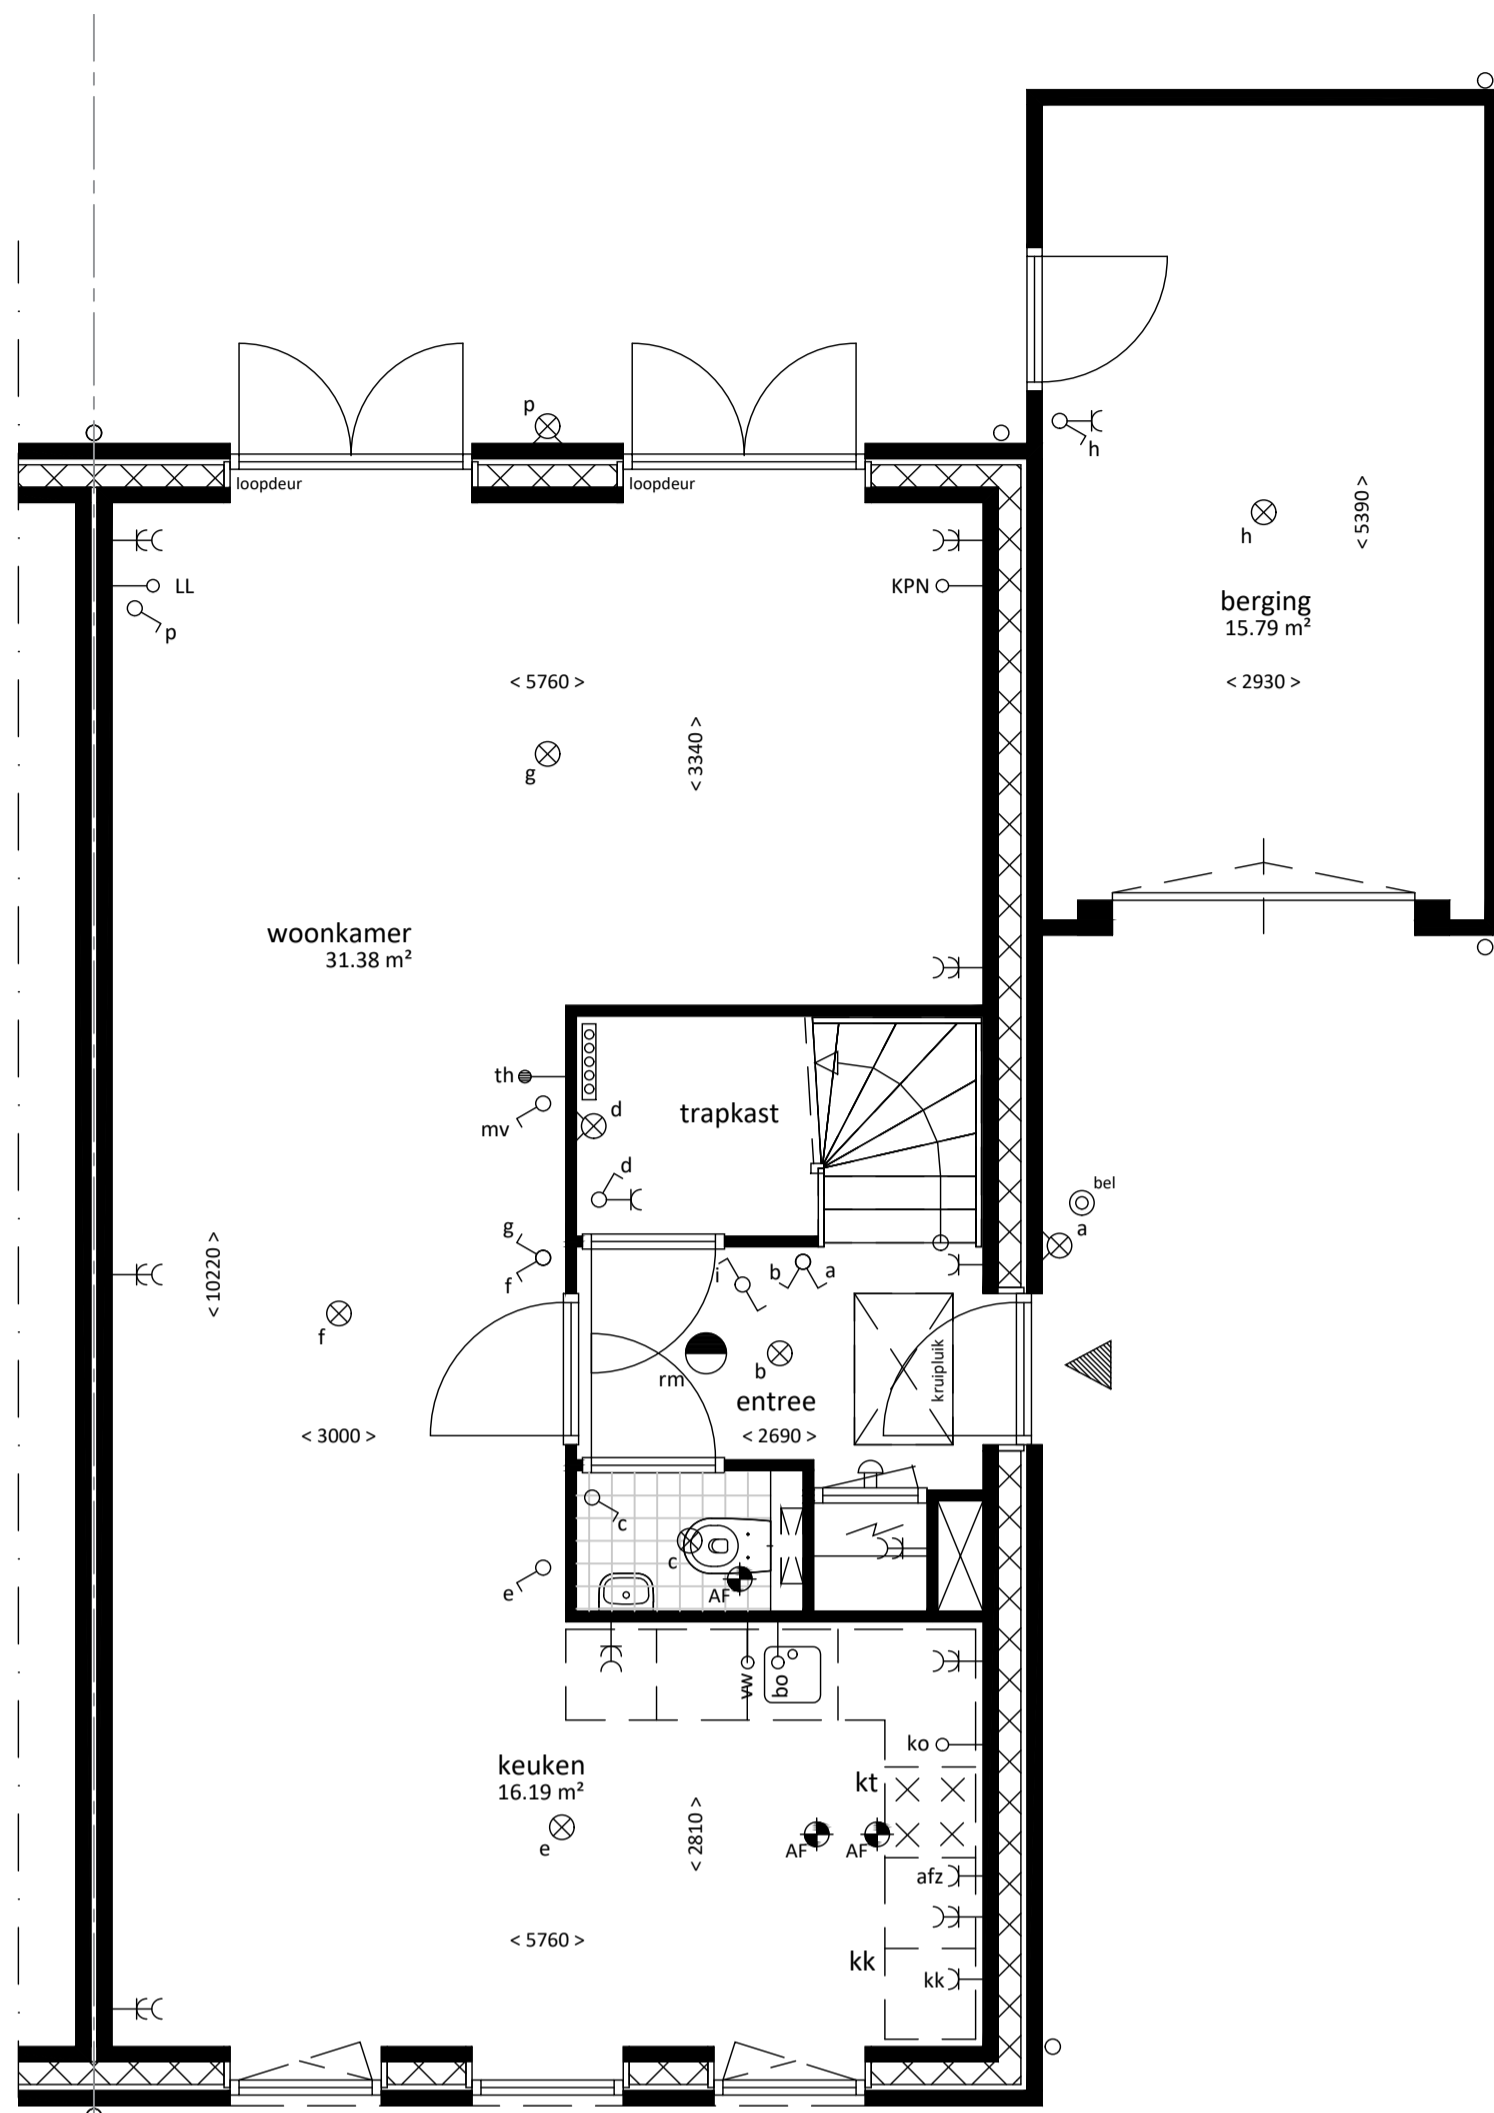 p
h
loopdeur
loopdeur
h
< 5390 >
LL
KPN
p
berging
15.79 m²
< 5760 >
< 2930 >
< 3340 >
g
woonkamer
31.38 m²
th
mv
d
trapkast
d
bel
a
g
f
i
b
a
< 10220 >
f
rm
b
kruipluik
entree
< 3000 >
< 2690 >
c
c
e
AF
vw
bo
ko
keuken
16.19 m²
kt
e
< 2810 >
AF
AF
afz
< 5760 >
kk
kk